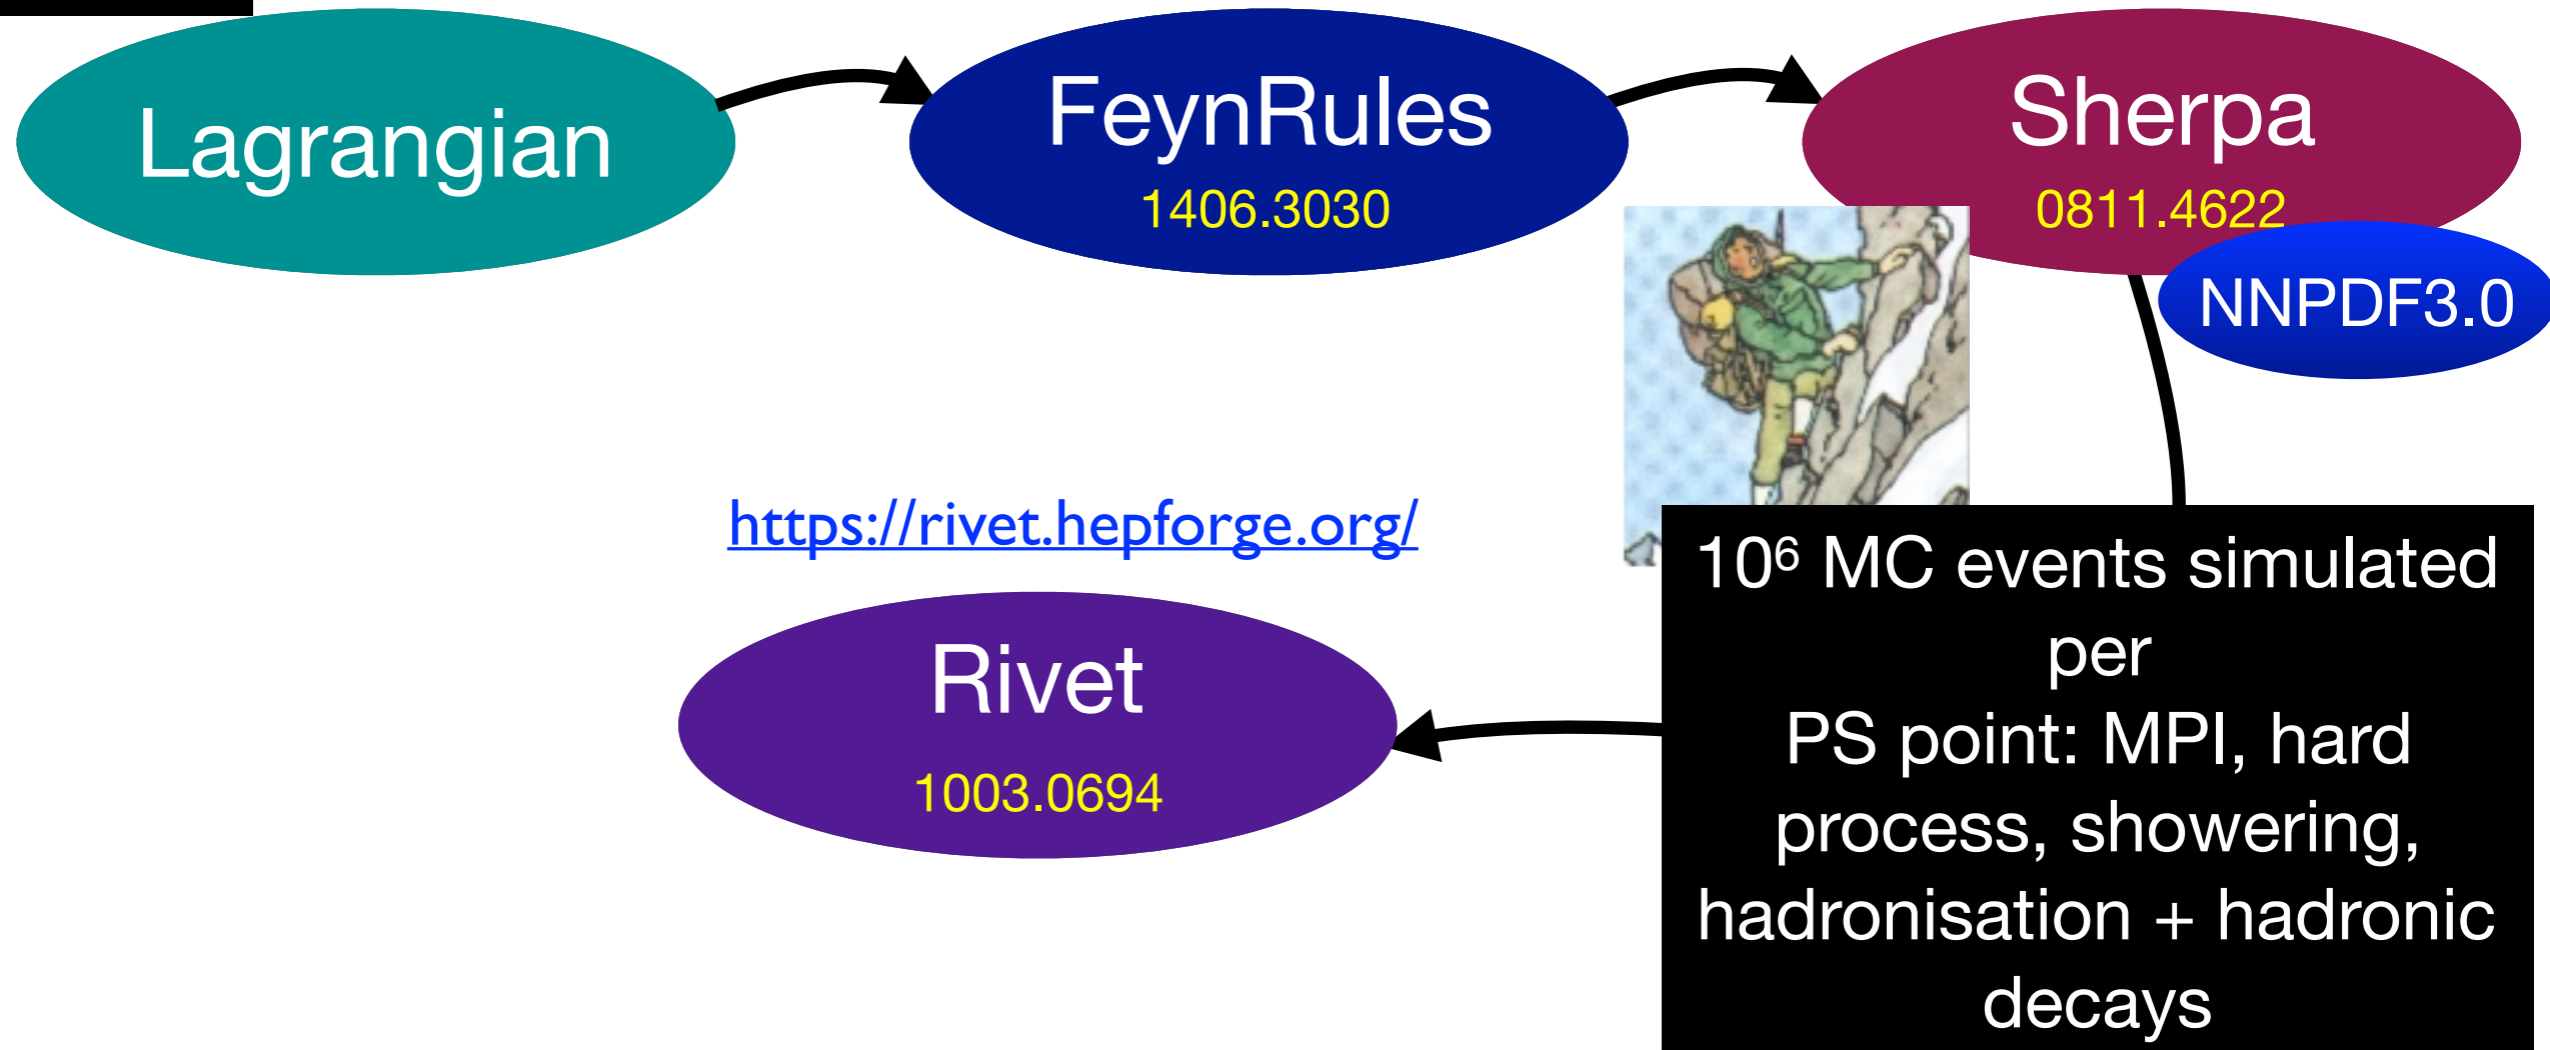 Lagrangian
FeynRules
1406.3030
Sherpa
0811.4622
NNPDF3.0
https://rivet.hepforge.org/
Rivet
1003.0694
10⁶ MC events simulated
per
PS point: MPI, hard
process, showering,
hadronisation + hadronic
decays